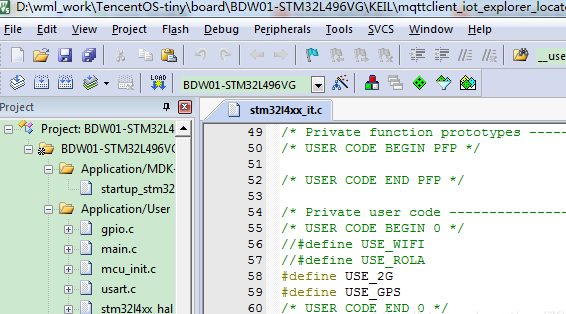 D:\wml_work\TencentOS-tiny\board\BDW01-STM32L496VG\KEIL\mqttclient_iot_explorer_locat
File Edit View Project Flash Debug Peripherals Tools SVCS Window Help
__use
LOAD BDW01-STM32L496VG
Project
stm32l4xx_it.c
Project: BDW01-STM32L4
BDW01-STM32L496VG
Application/MDK-
startup_stm32
Application/User
gpio.c
main.c
mcu_init.c
usart.c
stm32l4xx_hal
49 /* Private function prototypes -----
50 /* USER CODE BEGIN PFP */
51
52 /* USER CODE END PFP */
53
54 /* Private user code ---------------
55 /* USER CODE BEGIN 0 */
56 //#define USE_WIFI
57 //#define USE_ROLA
58 #define USE_2G
59 #define USE_GPS
60 /* USER CODE END 0 */